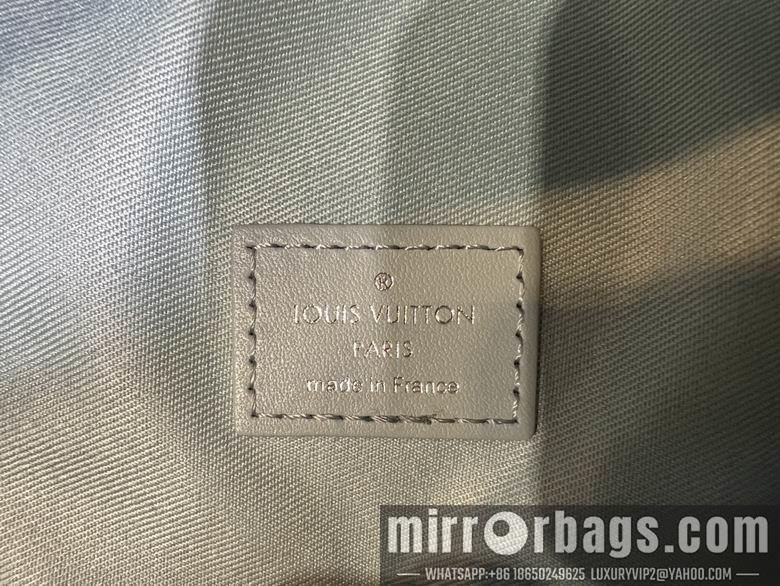 ®
LOUIS VUITTON
PARIS
made in France
mirrorbags.com
WHATSAPP:+86 18650249625 LUXURYVIP2@YAHOO.COM